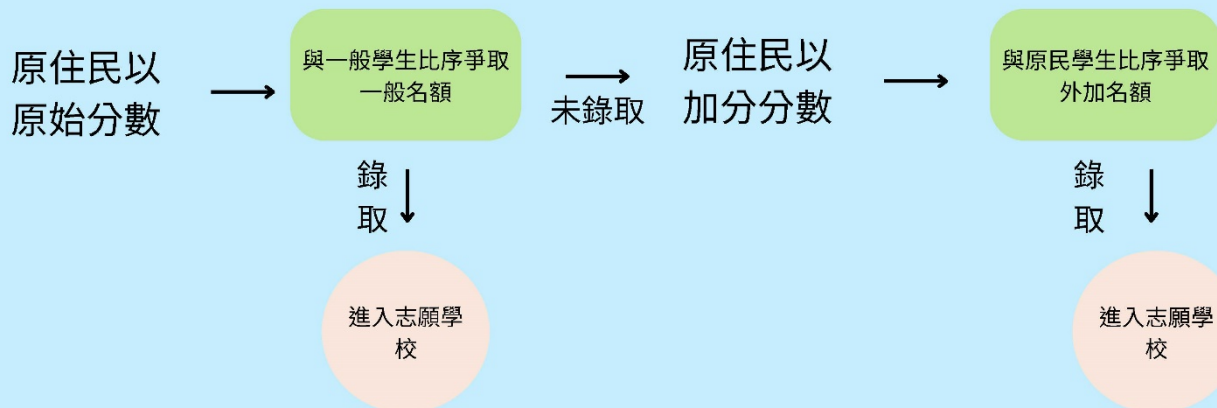 原住民以
原始分數
與一般學生比序爭取
一般名額
錄
取
進入志願學
校
未錄取
原住民以
加分分數
與原民學生比序爭取
外加名額
錄
取
進入志願學
校